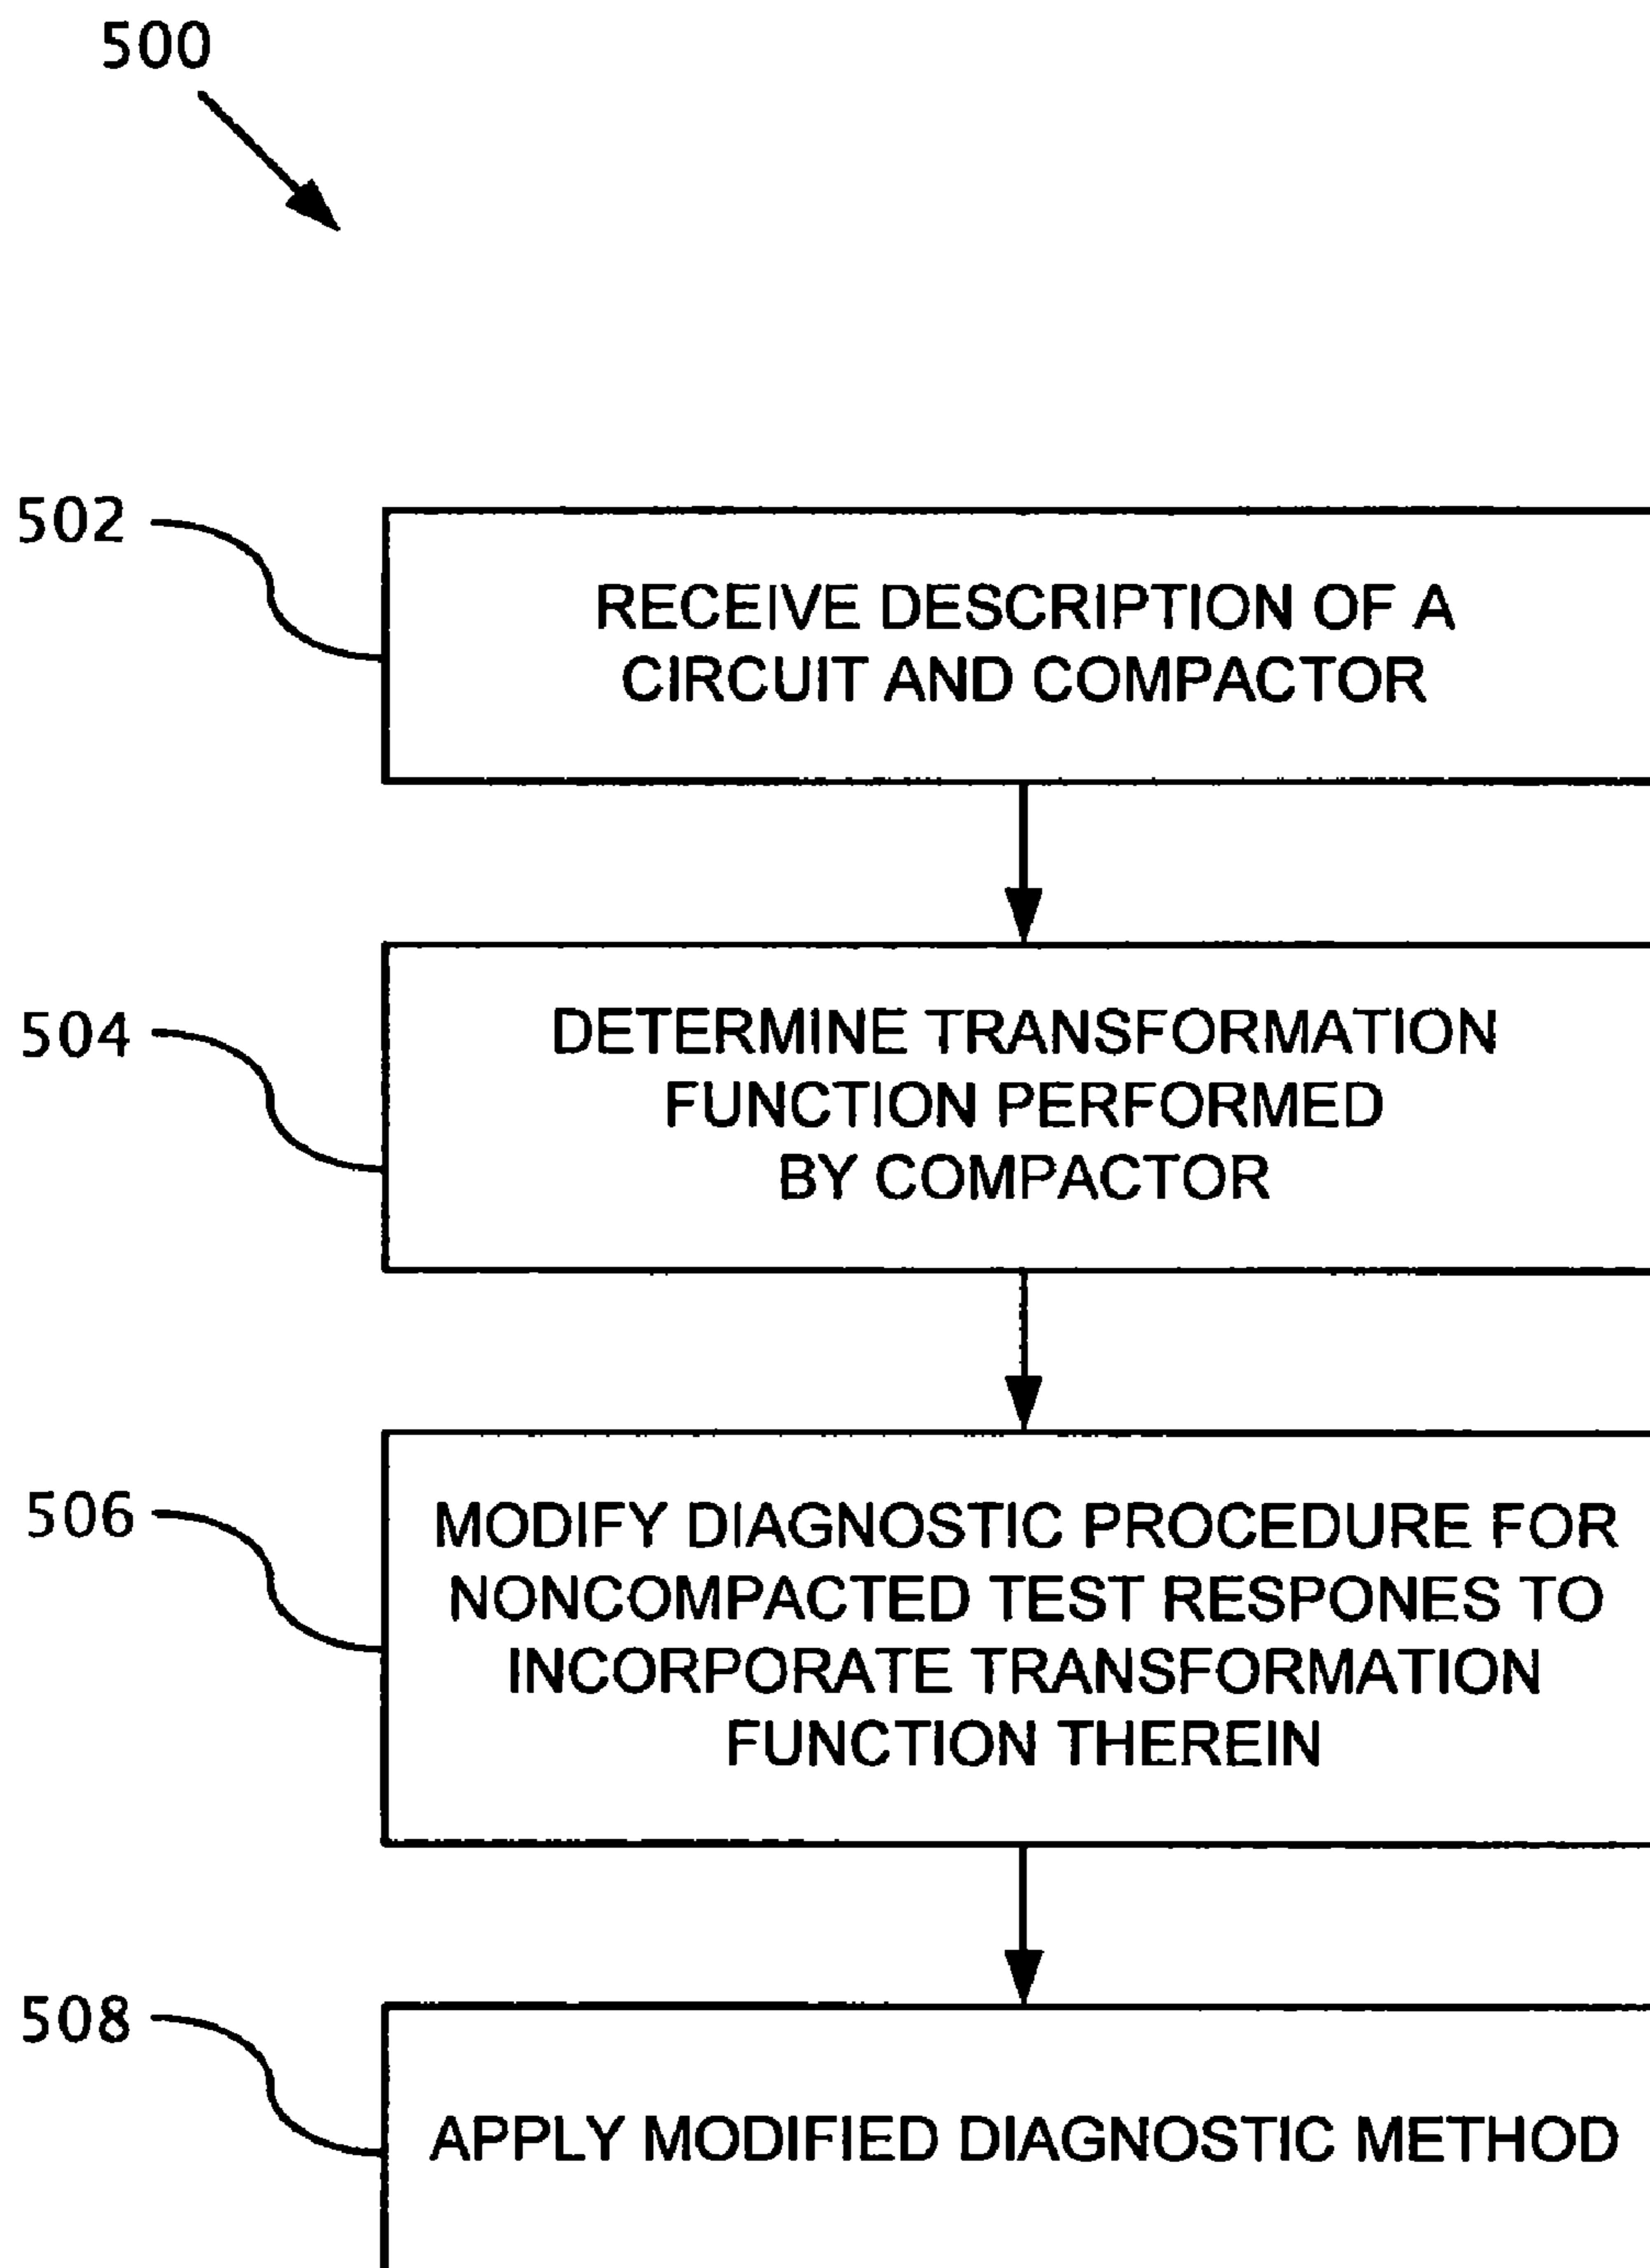 500
502
RECEIVE DESCRIPTION OF A
CIRCUIT AND COMPACTOR
504
DETERMINE TRANSFORMATION
FUNCTION PERFORMED
BY COMPACTOR
506
MODIFY DIAGNOSTIC PROCEDURE FOR
NONCOMPACTED TEST RESPONES TO
INCORPORATE TRANSFORMATION
FUNCTION THEREIN
508
APPLY MODIFIED DIAGNOSTIC METHOD